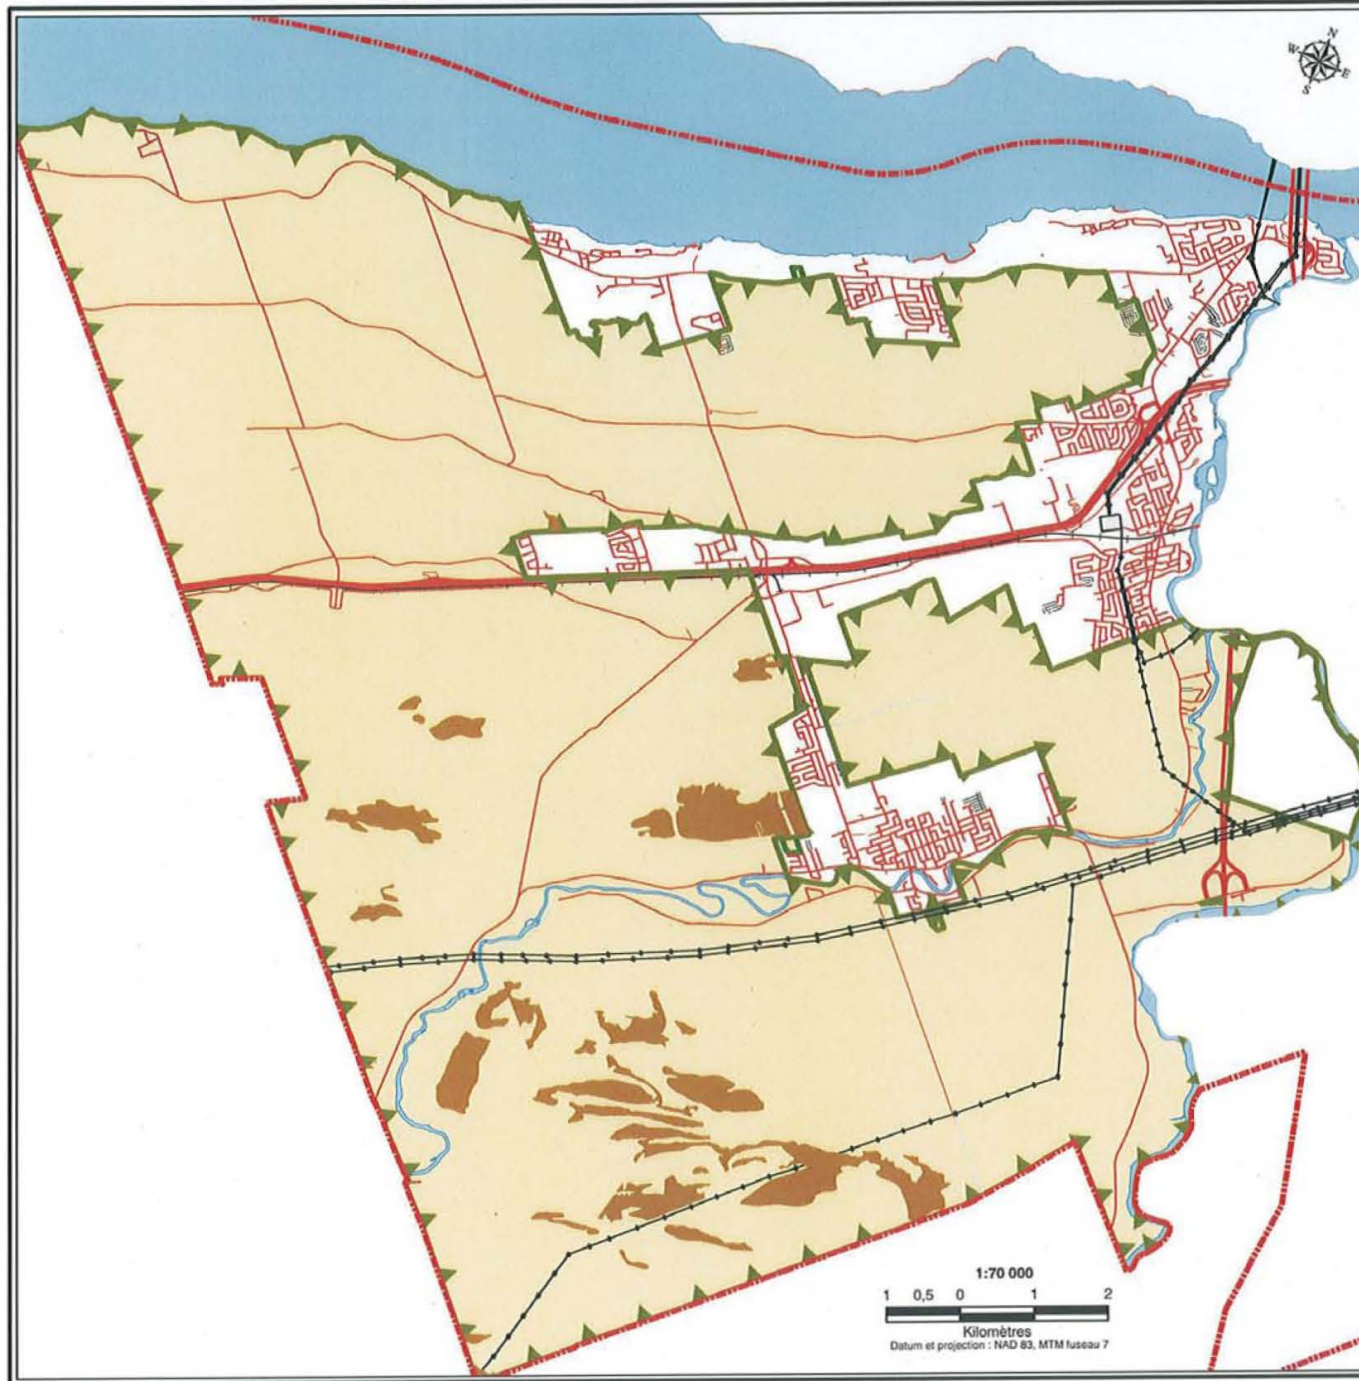 N
W E
S
1:70 000
1 0,5 0 1 2
Kilomètres
Datum et projection : NAD 83, MTM fuseau 7